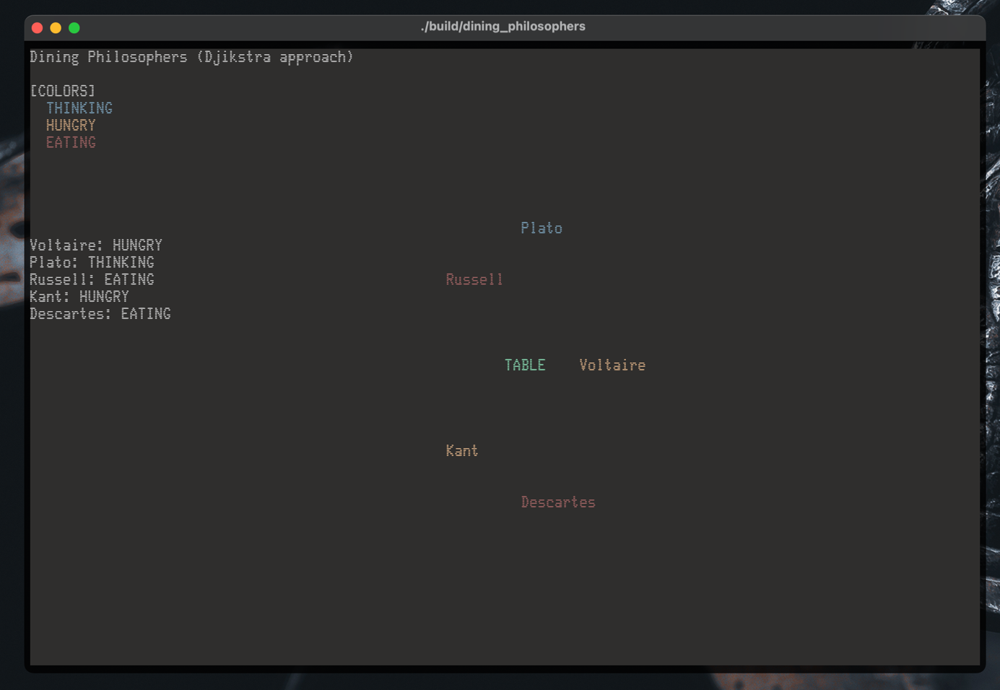 ./build/dining_philosophers
Dining Philosophers (Djikstra approach)
[COLORS]
THINKING
HUNGRY
EATING
Plato
Voltaire: HUNGRY
Plato: THINKING
Russell: EATING
Russell
Kant: HUNGRY
Descartes: EATING
TABLE Voltaire
Kant
Descartes